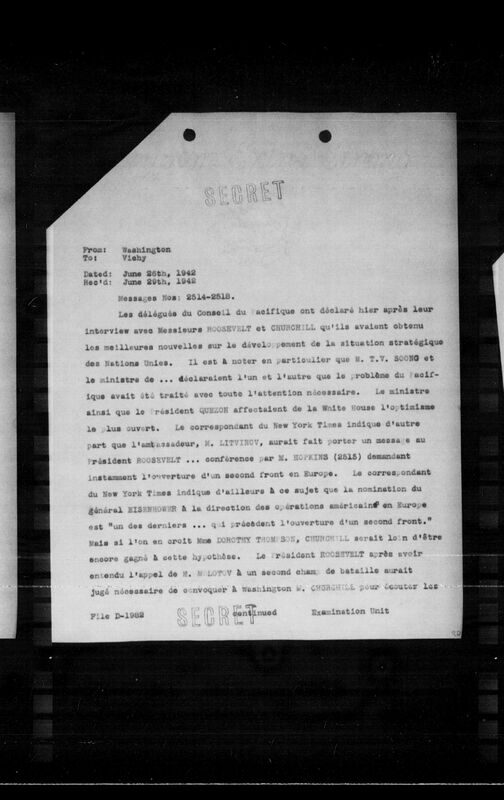 SECRET
From: Washington
To: Vichy
Dated: June 26th, 1942
Rec'd: June 29th, 1942
Messages Nos: 2514-2518.
Les délégués du Conseil du Pacifique ont déclaré hier après leur
interview avec Messieurs ROOSEVELT et CHURCHILL qu'ils avaient obtenu
les meilleures nouvelles sur le développement de la situation stratégique
des Nations Unies. Il est à noter en particulier que M. T.V. SOONG et
le ministre de ... déclaraient l'un et l'autre que le problème du Pacif-
ique avait été traité avec toute l'attention nécessaire. Le ministre
ainsi que le Président QUEZON affectaient de la White House l'optimisme
le plus ouvert. Le correspondant du New York Times indique d'autre
part que l'ambassadeur, M. LITVIROV, aurait fait porter un message au
Président ROOSEVELT ... conférence par M. HOPKINS (2515) demandant
instamment l'ouverture d'un second front en Europe. Le correspondant
du New York Times indique d'ailleurs à ce sujet que la nomination du
général EISENHOWER à la direction des opérations américaines en Europe
est "un des derniers ... qui précèdent l'ouverture d'un second front."
Mais si l'on en croit Mme DOROTHY THOMPSON, CHURCHILL serait loin d'être
encore gagné à cette hypothèse. Le Président ROOSEVELT après avoir
entendu l'appel de M. MOLOTOV à un second champ de bataille aurait
jugé nécessaire de convoquer à Washington M. CHURCHILL pour écouter les
File D-1982 SECRET continued Examination Unit